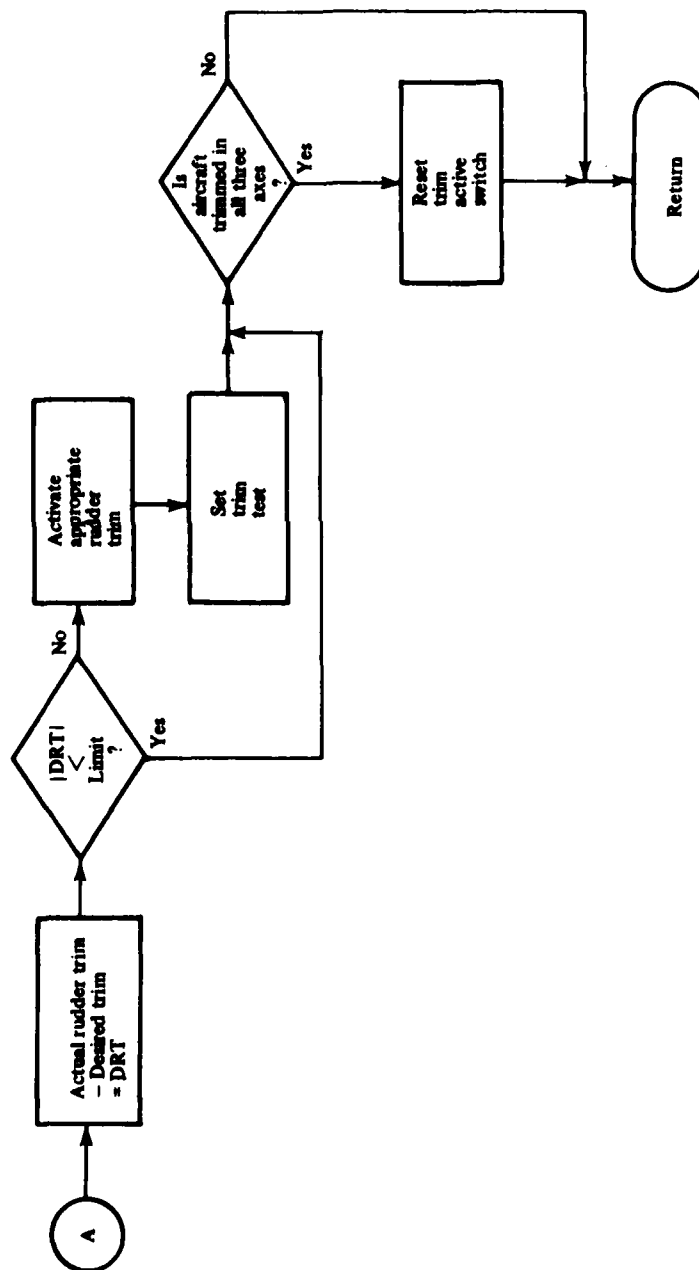 A
Actual rudder trim
− Desired trim
= DRT
|DRT|
<
Limit
?
No
Yes
Activate
appropriate
rudder
trim
Set
trim
test
Is
aircraft
trimmed in
all three
axes
?
No
Yes
Reset
trim
active
switch
Return